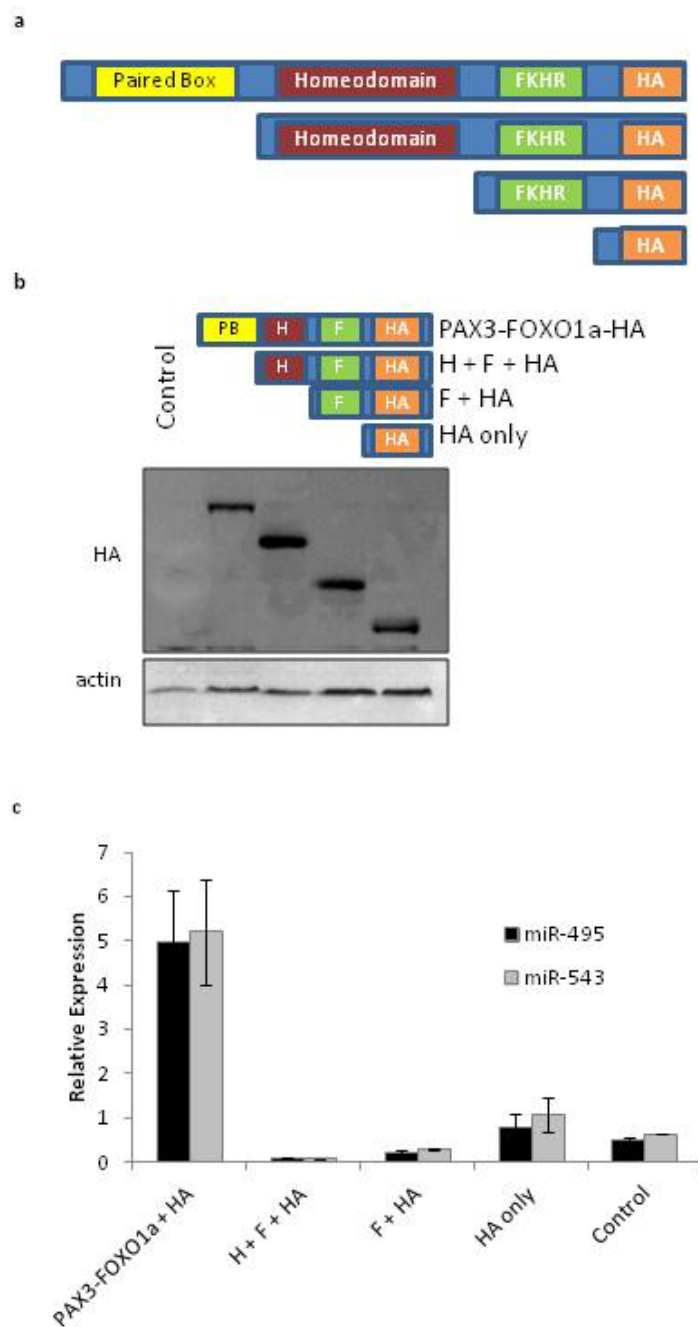 a
Paired Box Homeodomain FKHR HA
Homeodomain FKHR HA
FKHR HA
HA
b
Control
PB H F HA PAX3-FOXO1a-HA
H F HA H + F + HA
F HA F + HA
HA HA only
HA
actin
c
Relative Expression
7
6
5
4
3
2
1
0
miR-495
miR-543
PAX3-FOXO1a + HA
H + F + HA
F + HA
HA only
Control